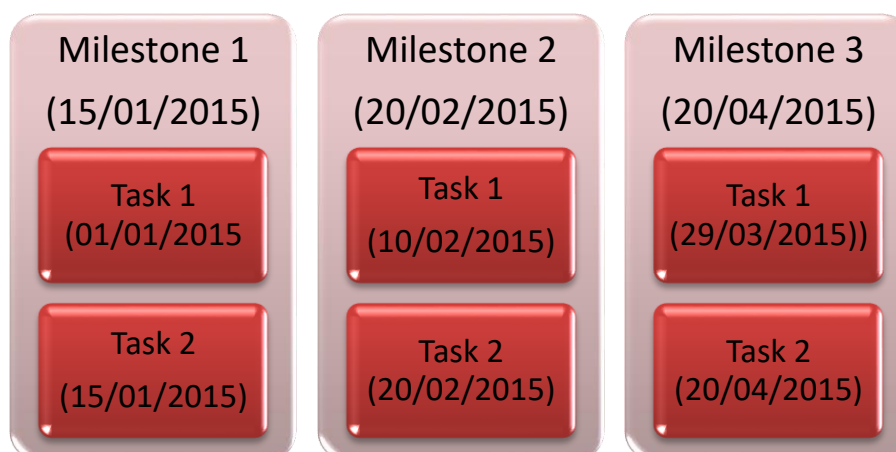 Milestone 1
(15/01/2015)
Task 1
(01/01/2015
Task 2
(15/01/2015)
Milestone 2
(20/02/2015)
Task 1
(10/02/2015)
Task 2
(20/02/2015)
Milestone 3
(20/04/2015)
Task 1
(29/03/2015))
Task 2
(20/04/2015)